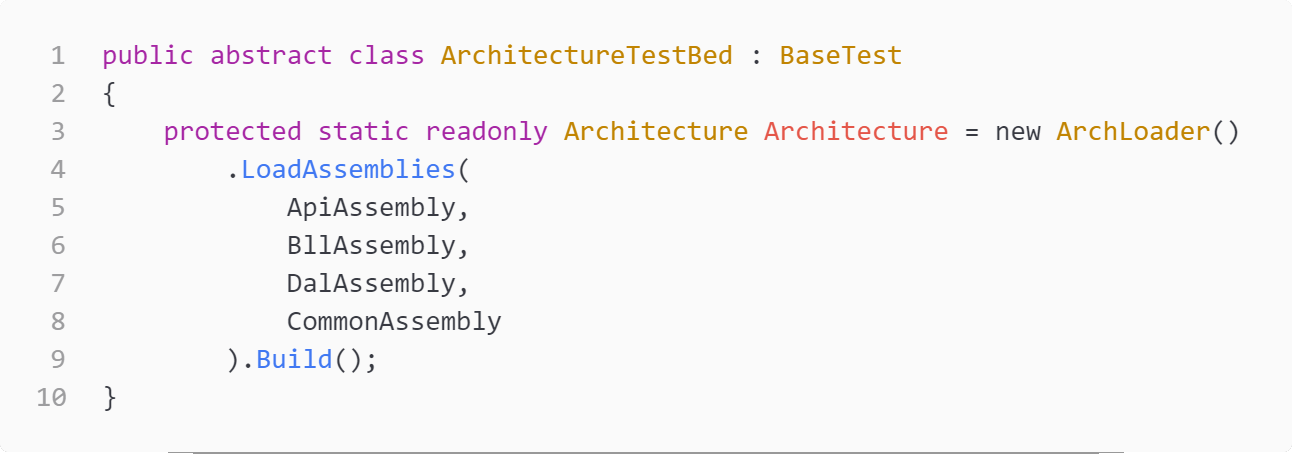 1 public abstract class ArchitectureTestBed : BaseTest
2 {
3     protected static readonly Architecture Architecture = new ArchLoader()
4         .LoadAssemblies(
5             ApiAssembly,
6             BllAssembly,
7             DalAssembly,
8             CommonAssembly
9         ).Build();
10 }